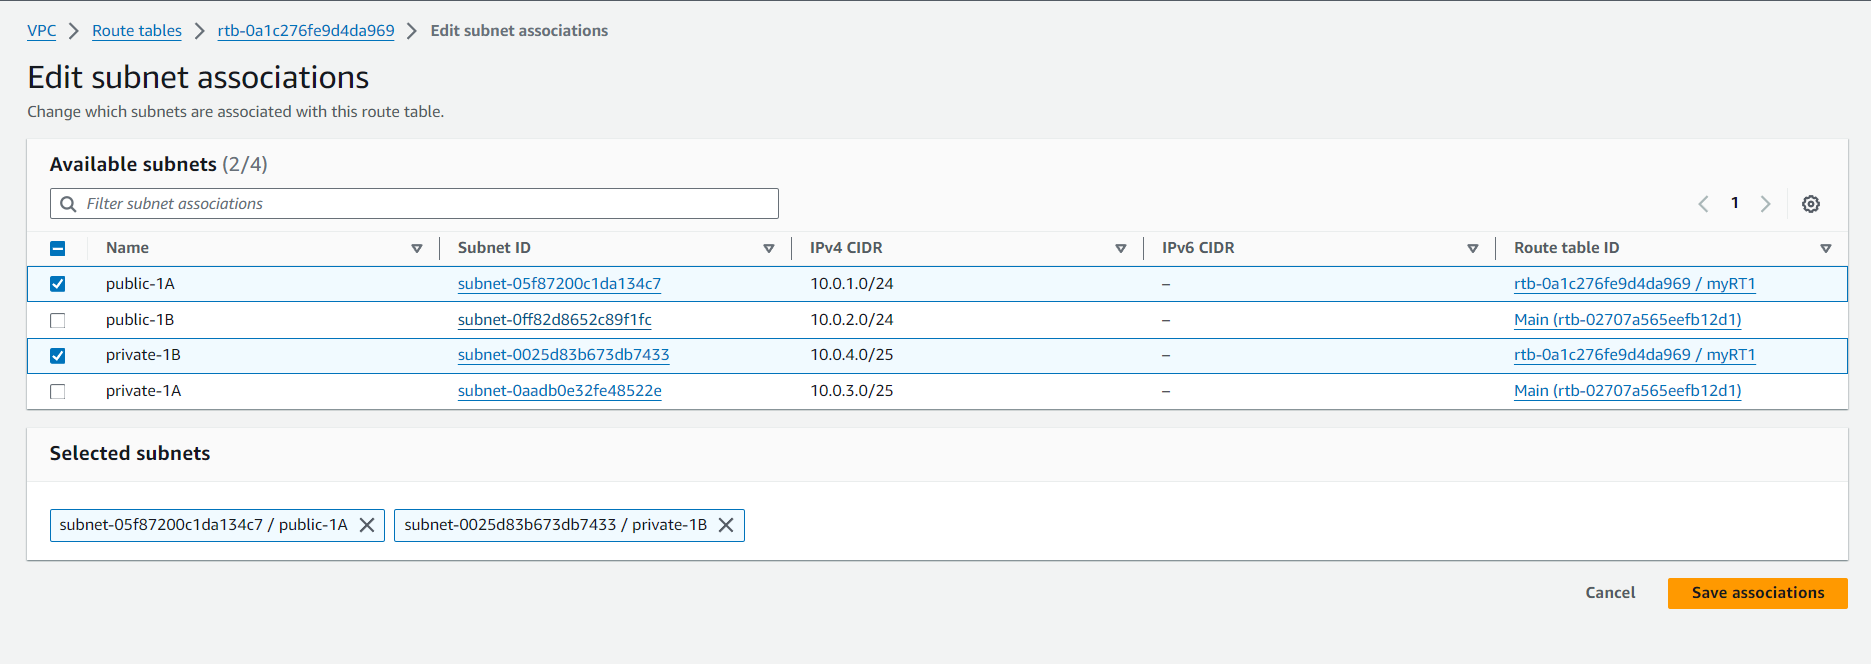 VPC > Route tables > rtb-0a1c276fe9d4da969 > Edit subnet associations
Edit subnet associations
Change which subnets are associated with this route table.
Available subnets (2/4)
Filter subnet associations
1
Name Subnet ID IPv4 CIDR IPv6 CIDR Route table ID
public-1A subnet-05f87200c1da134c7 10.0.1.0/24 – rtb-0a1c276fe9d4da969 / myRT1
public-1B subnet-0ff82d8652c89f1fc 10.0.2.0/24 – Main (rtb-02707a565eefb12d1)
private-1B subnet-0025d83b673db7433 10.0.4.0/25 – rtb-0a1c276fe9d4da969 / myRT1
private-1A subnet-0aadb0e32fe48522e 10.0.3.0/25 – Main (rtb-02707a565eefb12d1)
Selected subnets
subnet-05f87200c1da134c7 / public-1A subnet-0025d83b673db7433 / private-1B
Cancel Save associations